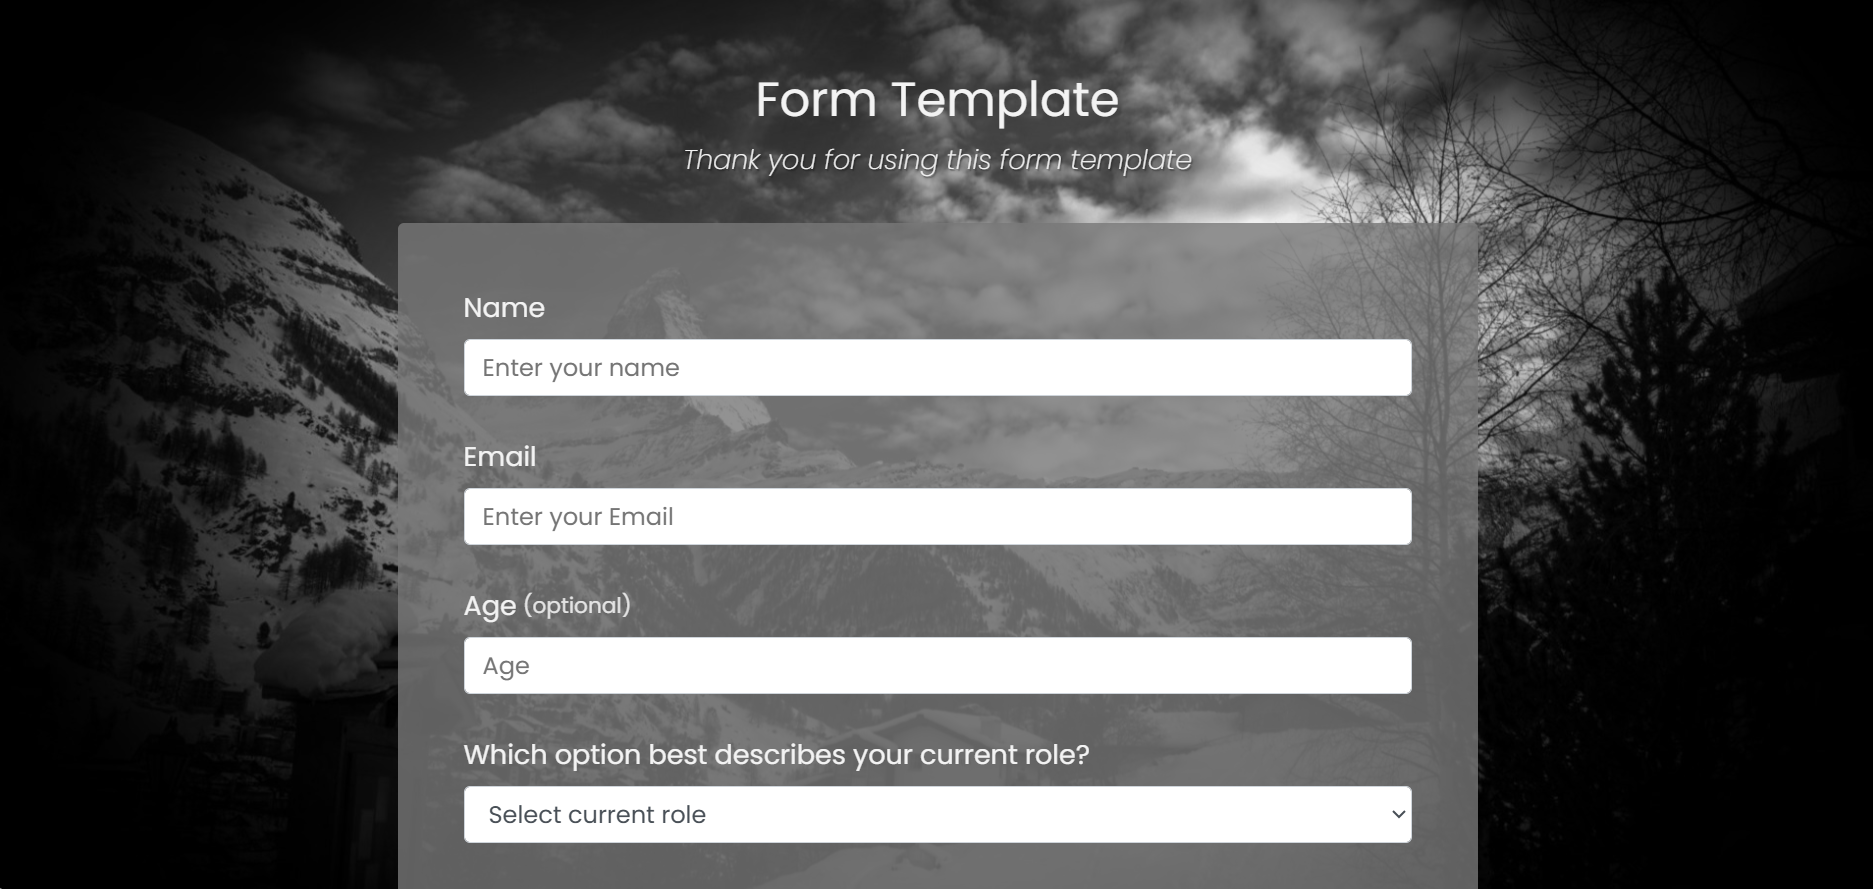 Form Template
Thank you for using this form template
Name
Enter your name
Email
Enter your Email
Age (optional)
Age
Which option best describes your current role?
Select current role